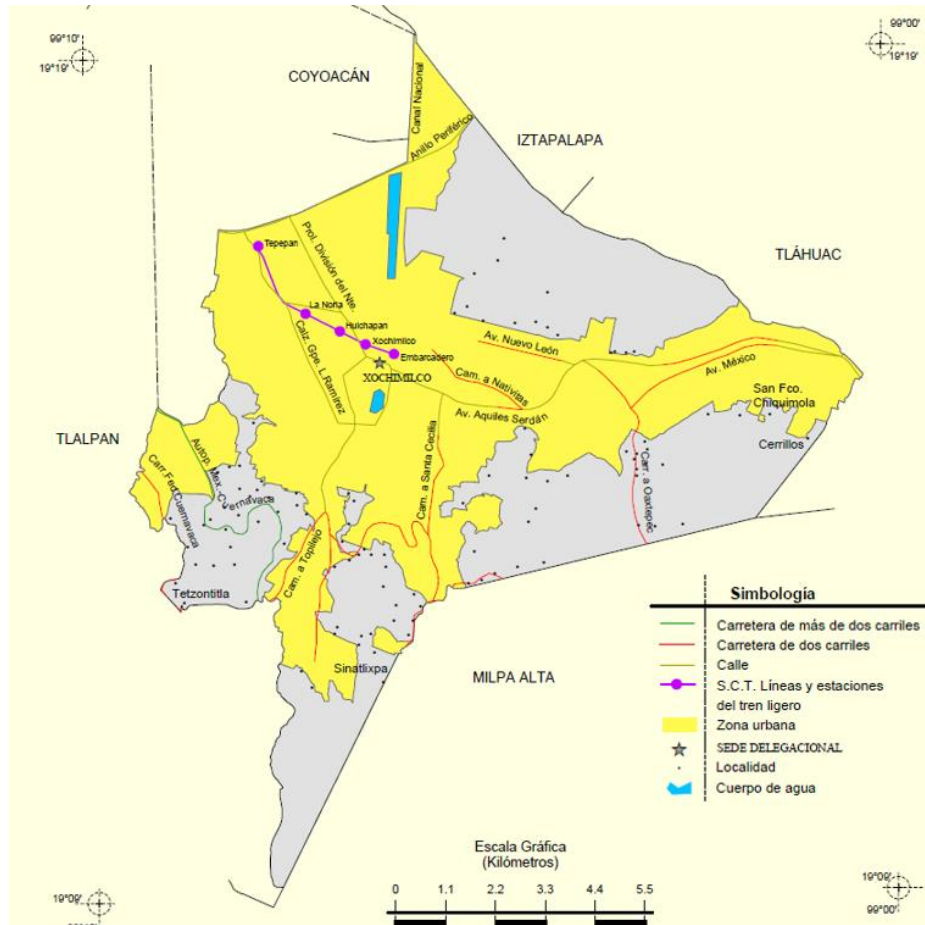 99°10'
19°19'
99°00'
19°19'
COYOACÁN
Canal Nacional
Anillo Periférico
IZTAPALAPA
TLÁHUAC
Tepepan
Prol. División del Nte.
La Noria
Huichapan
Xochimilco
Embarcadero
XOCHIMILCO
Calz. Gpe. L.Ramírez
Av. Nuevo León
Cam. a Nativitas
Av. Aquiles Serdán
Av. México
San Fco.
Chiquimola
Cerrillos
TLALPAN
Autop. Mex. Cuernavaca
Carr.Fed.Cuernavaca
Cam. a Santa Cecilia
Carr. a Oaxtepec
Cam. a Topilejo
Tetzontitla
Sinatlixpa
MILPA ALTA
Simbología
Carretera de más de dos carriles
Carretera de dos carriles
Calle
S.C.T. Líneas y estaciones
del tren ligero
Zona urbana
SEDE DELEGACIONAL
Localidad
Cuerpo de agua
Escala Gráfica
(Kilómetros)
0 1.1 2.2 3.3 4.4 5.5
19°09'
19°09'
99°00'